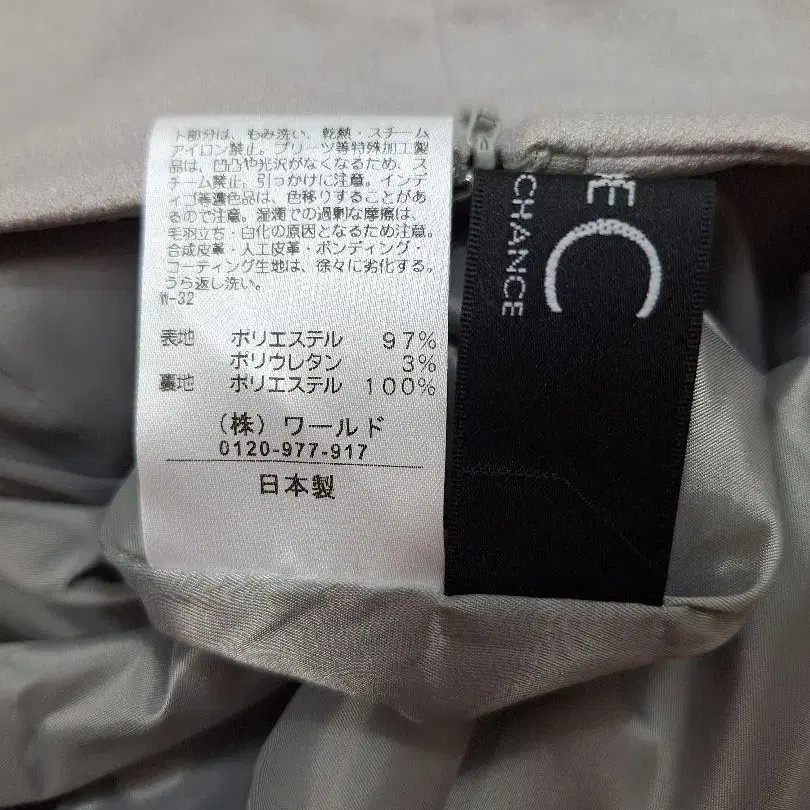 ト部分は、もみ洗い、乾熱・スチーム
アイロン禁止。プリーツ等特殊加工製
品は、凹凸や光沢がなくなるため、ス
チーム禁止。引っかけに注意。インデ
ィゴ等濃色品は、色移りすることがあ
るので注意。湿潤での過剰な摩擦は、
毛羽立ち・白化の原因となるため注意。
合成皮革・人工皮革・ボンディング・
コーティング生地は、徐々に劣化する。
うら返し洗い。
W-32
表地 ポリエステル 97%
ポリウレタン 3%
裏地 ポリエステル 100%
(株)ワールド
0120-977-917
日本製
C
CHANCE